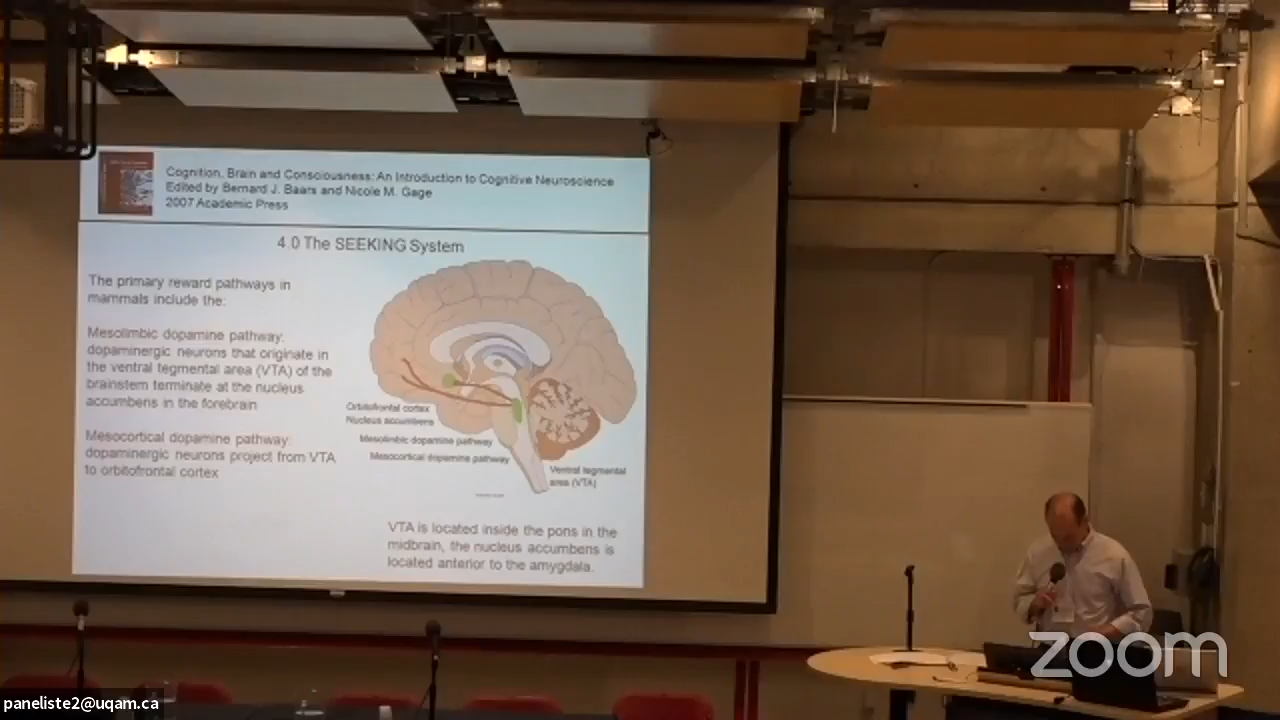 Cognition, Brain and Consciousness: An Introduction to Cognitive Neuroscience
Edited by Bernard J. Baars and Nicole M. Gage
2007 Academic Press
4.0 The SEEKING System
The primary reward pathways in
mammals include the:
Mesolimbic dopamine pathway:
dopaminergic neurons that originate in
the ventral tegmental area (VTA) of the
brainstem terminate at the nucleus
accumbens in the forebrain
Mesocortical dopamine pathway:
dopaminergic neurons project from VTA
to orbitofrontal cortex
Orbitofrontal cortex
Nucleus accumbens
Mesolimbic dopamine pathway
Mesocortical dopamine pathway
Ventral tegmental
area (VTA)
VTA is located inside the pons in the
midbrain, the nucleus accumbens is
located anterior to the amygdala.
zoom
paneliste2@uqam.ca